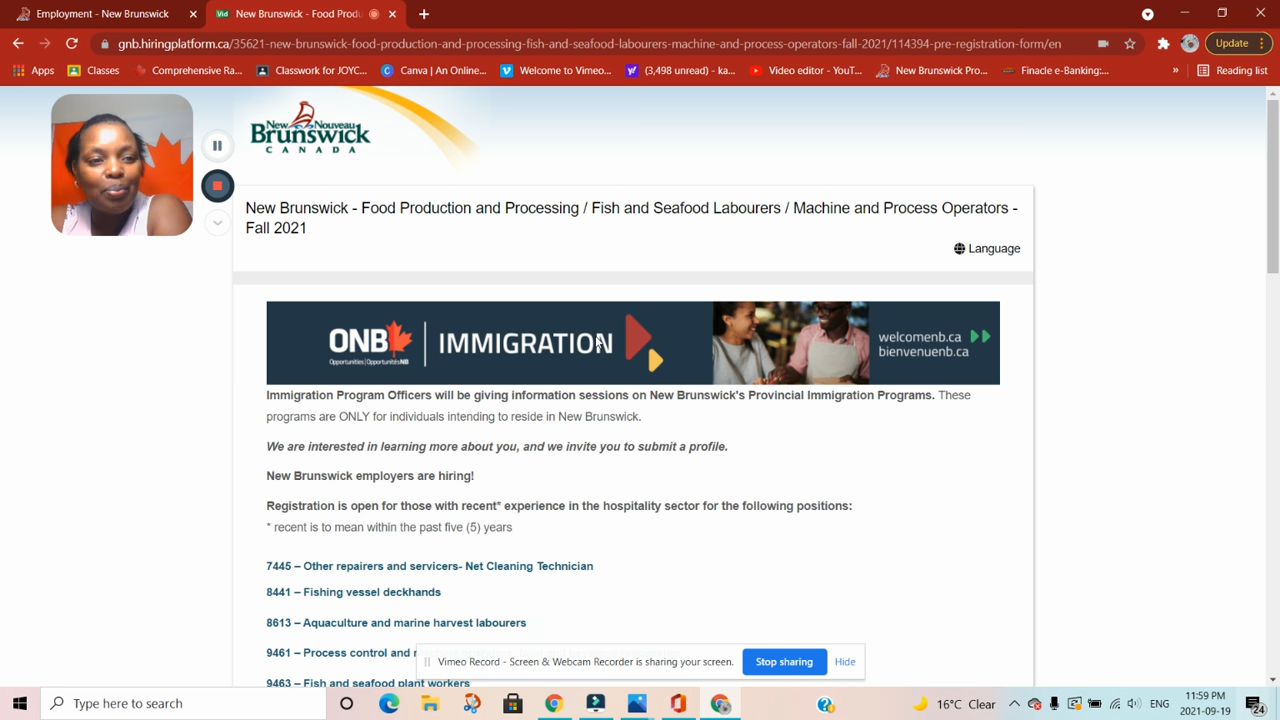 Employment - New Brunswick
New Brunswick - Food Produ
gnb.hiringplatform.ca/35621-new-brunswick-food-production-and-processing-fish-and-seafood-labourers-machine-and-process-operators-fall-2021/114394-pre-registration-form/en
Update
Apps
Classes
Comprehensive Ra...
Classwork for JOYC...
Canva | An Online...
Welcome to Vimeo...
(3,498 unread) - ka...
Video editor - YouT...
New Brunswick Pro...
Finacle e-Banking:...
»
Reading list
New Nouveau
Brunswick
CANADA
New Brunswick - Food Production and Processing / Fish and Seafood Labourers / Machine and Process Operators -
Fall 2021
Language
ONB
Opportunities | OpportunitésNB
IMMIGRATION
welcomenb.ca
bienvenuenb.ca
Immigration Program Officers will be giving information sessions on New Brunswick's Provincial Immigration Programs. These
programs are ONLY for individuals intending to reside in New Brunswick.
We are interested in learning more about you, and we invite you to submit a profile.
New Brunswick employers are hiring!
Registration is open for those with recent* experience in the hospitality sector for the following positions:
* recent is to mean within the past five (5) years
7445 – Other repairers and servicers- Net Cleaning Technician
8441 – Fishing vessel deckhands
8613 – Aquaculture and marine harvest labourers
9461 – Process control and
Vimeo Record - Screen & Webcam Recorder is sharing your screen.
Stop sharing
Hide
9463 – Fish and seafood plant workers
Type here to search
16°C Clear
ENG
11:59 PM
2021-09-19
24